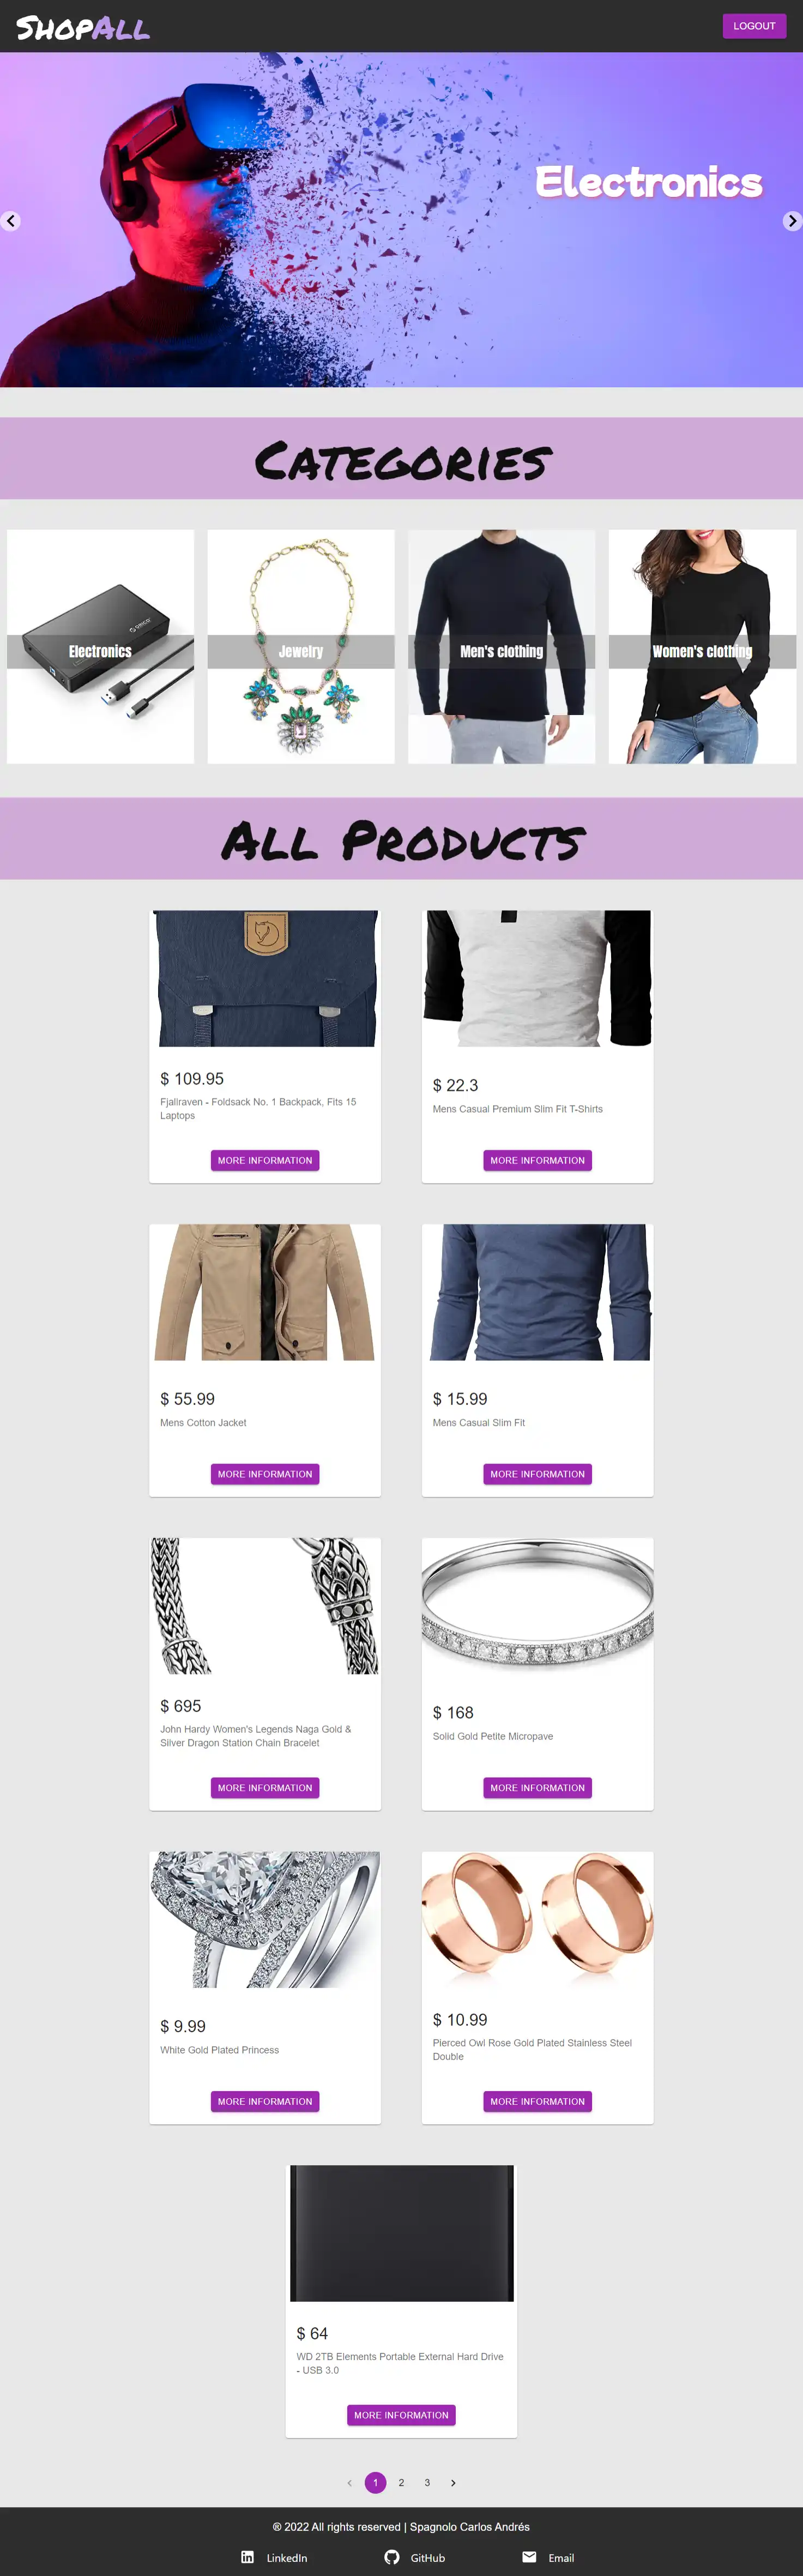 ShopAll
LOGOUT
Electronics
Categories
ORICO
Electronics
Jewelry
Men's clothing
Women's clothing
All Products
$ 109.95
Fjallraven - Foldsack No. 1 Backpack, Fits 15
Laptops
MORE INFORMATION
$ 22.3
Mens Casual Premium Slim Fit T-Shirts
MORE INFORMATION
$ 55.99
Mens Cotton Jacket
MORE INFORMATION
$ 15.99
Mens Casual Slim Fit
MORE INFORMATION
$ 695
John Hardy Women's Legends Naga Gold &
Silver Dragon Station Chain Bracelet
MORE INFORMATION
$ 168
Solid Gold Petite Micropave
MORE INFORMATION
$ 9.99
White Gold Plated Princess
MORE INFORMATION
$ 10.99
Pierced Owl Rose Gold Plated Stainless Steel
Double
MORE INFORMATION
$ 64
WD 2TB Elements Portable External Hard Drive
- USB 3.0
MORE INFORMATION
1 2 3
® 2022 All rights reserved | Spagnolo Carlos Andrés
LinkedIn GitHub Email